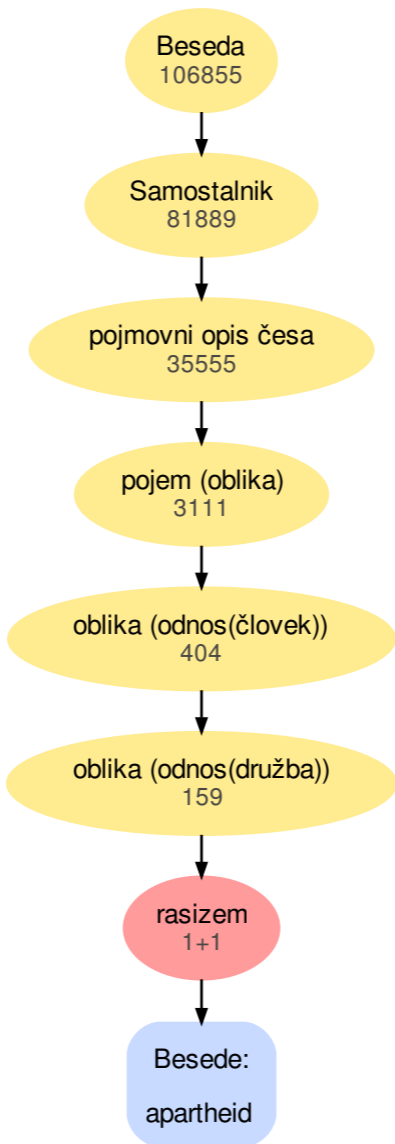 Beseda
106855
Samostalnik
81889
pojmovni opis česa
35555
pojem (oblika)
3111
oblika (odnos(človek))
404
oblika (odnos(družba))
159
rasizem
1+1
Besede:
apartheid